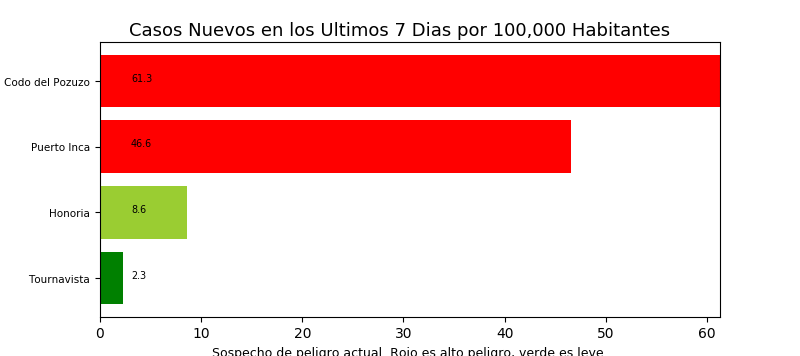 Casos Nuevos en los Ultimos 7 Dias por 100,000 Habitantes
Codo del Pozuzo 61.3
Puerto Inca 46.6
Honoria 8.6
Tournavista 2.3
0 10 20 30 40 50 60
Sospecho de peligro actual. Rojo es alto peligro, verde es leve